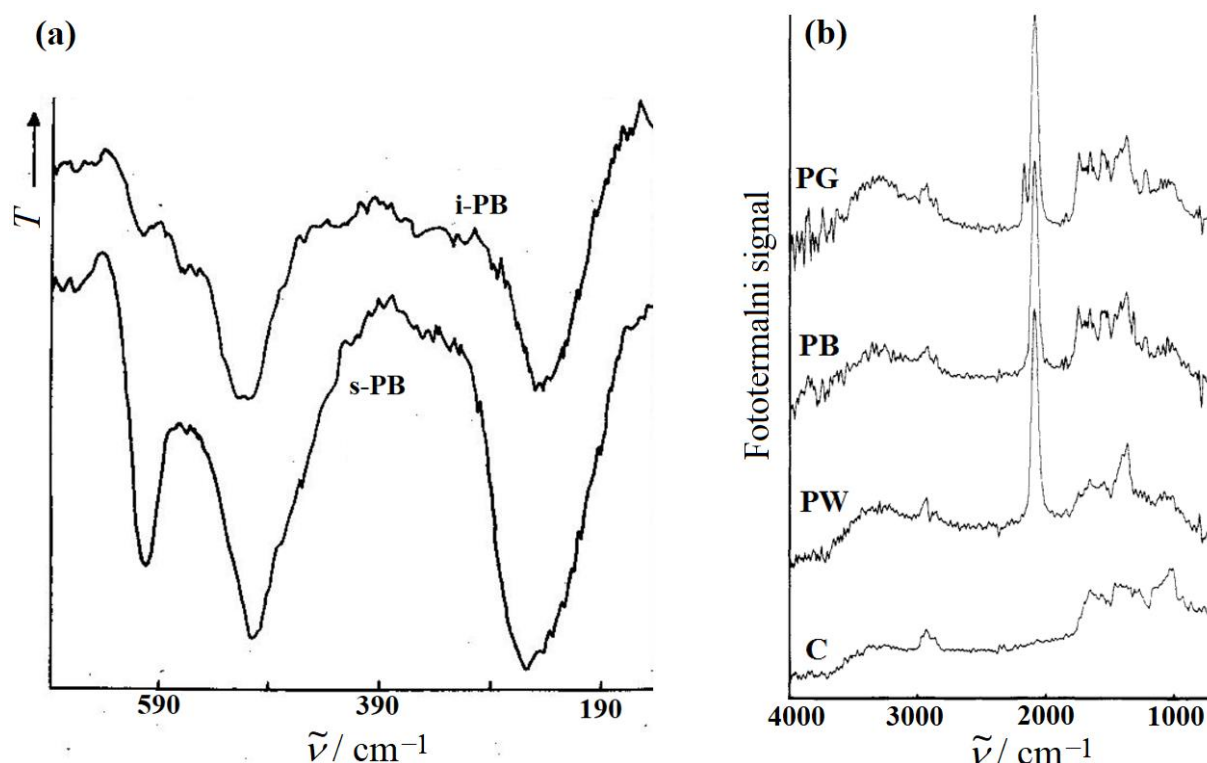 (a)
T
i-PB
s-PB
590
390
190
ν̃ / cm⁻¹
(b)
Fototermalni signal
PG
PB
PW
C
4000
3000
2000
1000
ν̃ / cm⁻¹